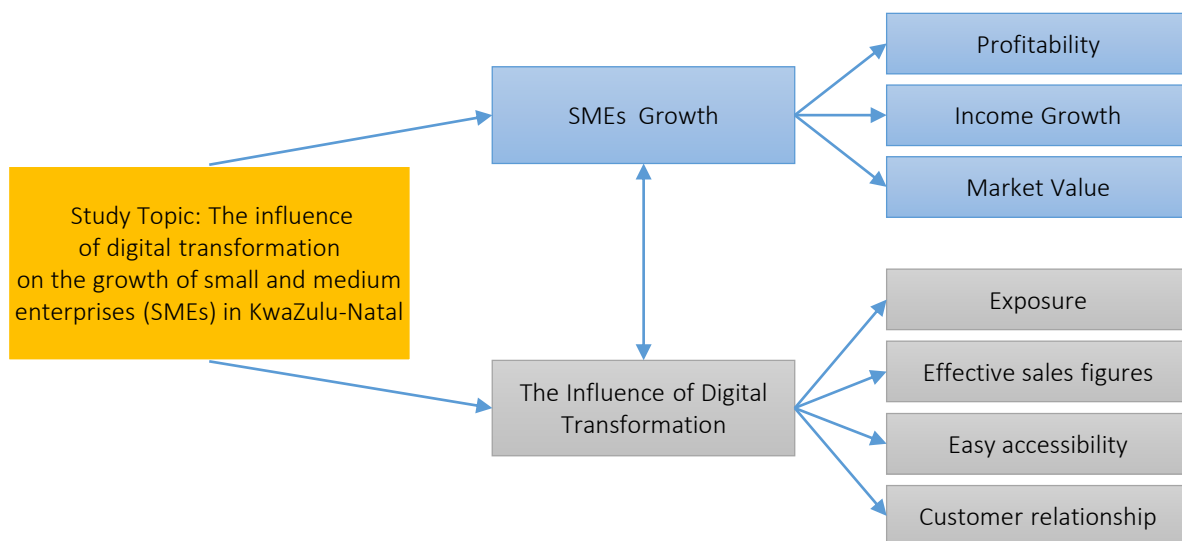 Study Topic: The influence
of digital transformation
on the growth of small and medium
enterprises (SMEs) in KwaZulu-Natal
SMEs Growth
Profitability
Income Growth
Market Value
The Influence of Digital
Transformation
Exposure
Effective sales figures
Easy accessibility
Customer relationship